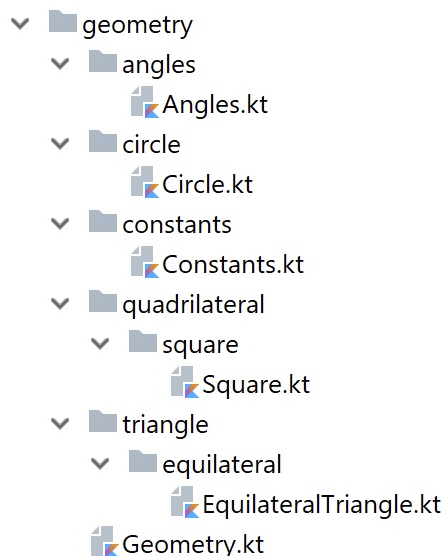 geometry
angles
Angles.kt
circle
Circle.kt
constants
Constants.kt
quadrilateral
square
Square.kt
triangle
equilateral
EquilateralTriangle.kt
Geometry.kt